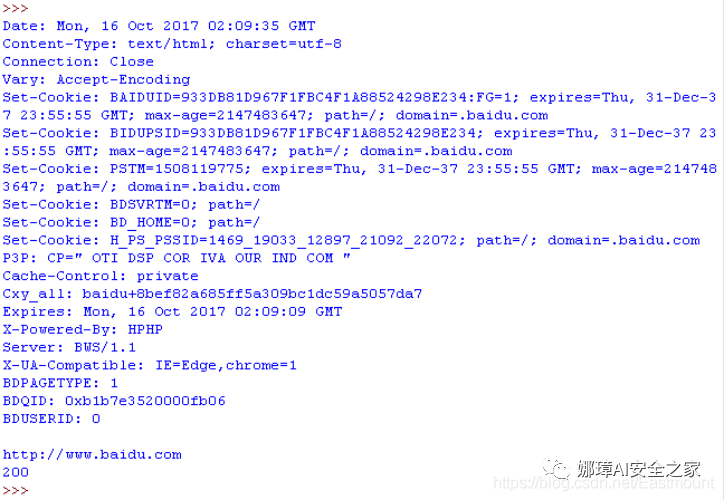 >>>
Date: Mon, 16 Oct 2017 02:09:35 GMT
Content-Type: text/html; charset=utf-8
Connection: Close
Vary: Accept-Encoding
Set-Cookie: BAIDUID=933DB81D967F1FBC4F1A88524298E234:FG=1; expires=Thu, 31-Dec-3
7 23:55:55 GMT; max-age=2147483647; path=/; domain=.baidu.com
Set-Cookie: BIDUPSID=933DB81D967F1FBC4F1A88524298E234; expires=Thu, 31-Dec-37 23
:55:55 GMT; max-age=2147483647; path=/; domain=.baidu.com
Set-Cookie: PSTM=1508119775; expires=Thu, 31-Dec-37 23:55:55 GMT; max-age=214748
3647; path=/; domain=.baidu.com
Set-Cookie: BDSVRTM=0; path=/
Set-Cookie: BD_HOME=0; path=/
Set-Cookie: H_PS_PSSID=1469_19033_12897_21092_22072; path=/; domain=.baidu.com
P3P: CP=" OTI DSP COR IVA OUR IND COM "
Cache-Control: private
Cxy_all: baidu+8bef82a685ff5a309bc1dc59a5057da7
Expires: Mon, 16 Oct 2017 02:09:09 GMT
X-Powered-By: HPHP
Server: BWS/1.1
X-UA-Compatible: IE=Edge,chrome=1
BDPAGETYPE: 1
BDQID: 0xb1b7e3520000fb06
BDUSERID: 0
http://www.baidu.com
200
>>>
娜璋AI安全之家
https://blog.csdn.net/Eastmount